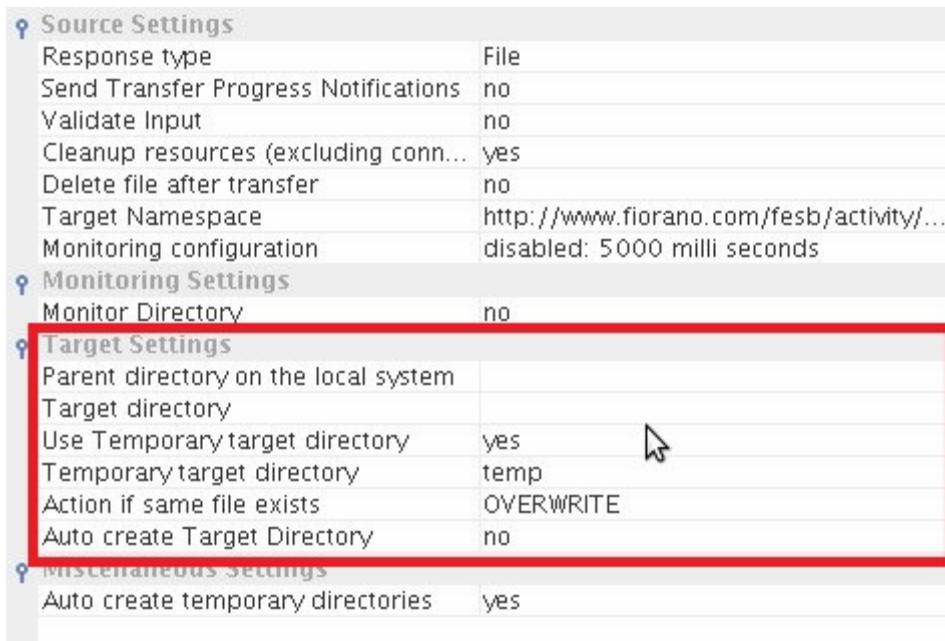 Source Settings
Response type File
Send Transfer Progress Notifications no
Validate Input no
Cleanup resources (excluding conn... yes
Delete file after transfer no
Target Namespace http://www.fiorano.com/fesb/activity/...
Monitoring configuration disabled: 5000 milli seconds
Monitoring Settings
Monitor Directory no
Target Settings
Parent directory on the local system
Target directory
Use Temporary target directory yes
Temporary target directory temp
Action if same file exists OVERWRITE
Auto create Target Directory no
Miscellaneous Settings
Auto create temporary directories yes